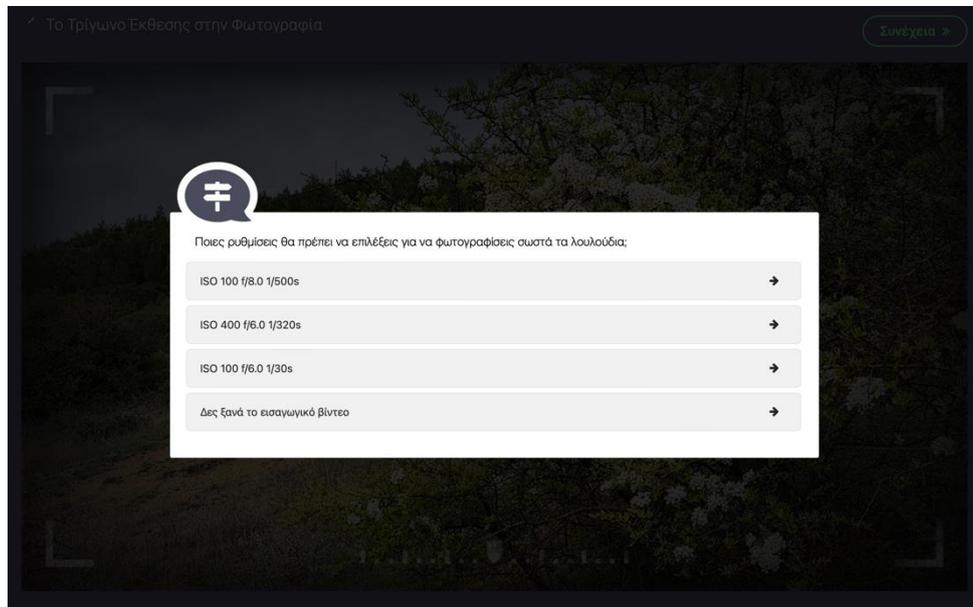 Το Τρίγωνο Έκθεσης στην Φωτογραφία
Συνέχεια »
Ποιες ρυθμίσεις θα πρέπει να επιλέξεις για να φωτογραφίσεις σωστά τα λουλούδια;
ISO 100 f/8.0 1/500s
ISO 400 f/6.0 1/320s
ISO 100 f/6.0 1/30s
Δες ξανά το εισαγωγικό βίντεο